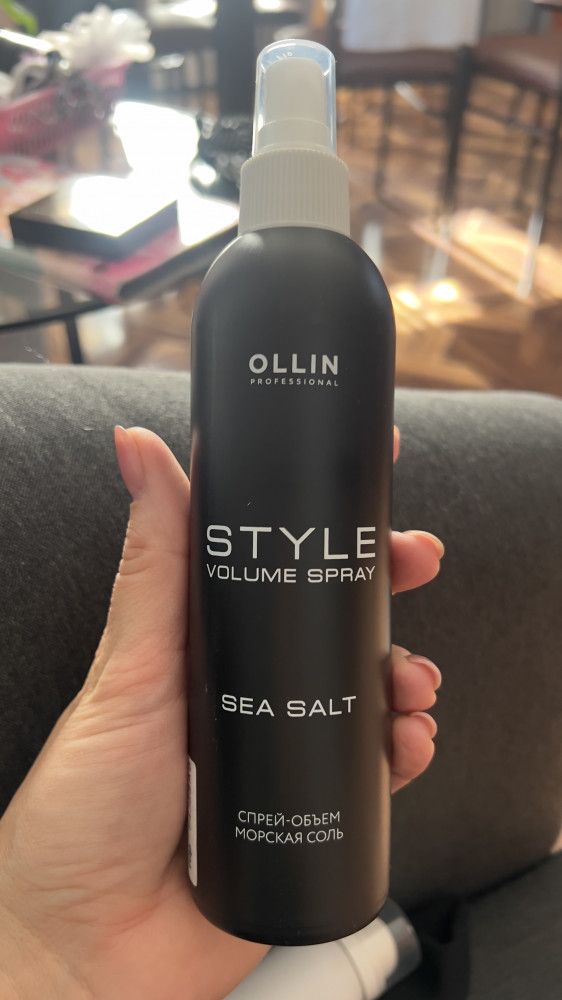 OLLIN
PROFESSIONAL
STYLE
VOLUME SPRAY
SEA SALT
СПРЕЙ-ОБЪЕМ
МОРСКАЯ СОЛЬ